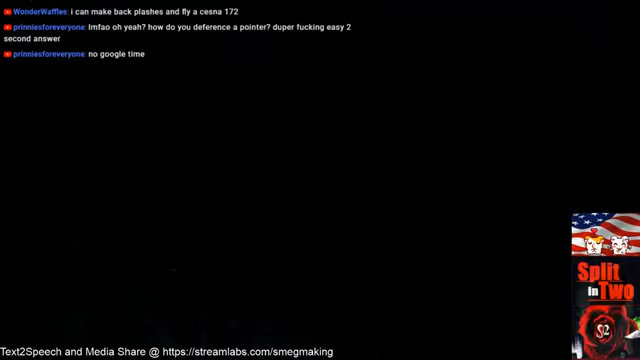 WonderWaffles: i can make back plashes and fly a cesna 172
prinniesforeveryone: lmfao oh yeah? how do you deference a pointer? duper fucking easy 2
second answer
prinniesforeveryone: no google time
Split
in Two
S2
Text2Speech and Media Share @ https://streamlabs.com/smegmaking